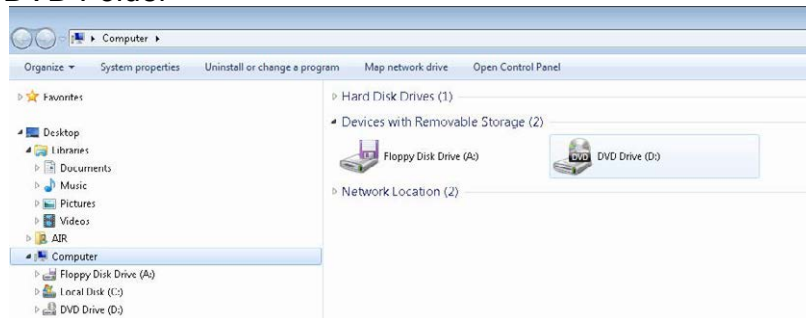 DVD Folder
Computer
Organize System properties Uninstall or change a program Map network drive Open Control Panel
Favorites
Desktop
Libraries
Documents
Music
Pictures
Videos
AIR
Computer
Floppy Disk Drive (A:)
Local Disk (C:)
DVD Drive (D:)
Hard Disk Drives (1)
Devices with Removable Storage (2)
Floppy Disk Drive (A:)
DVD DVD Drive (D:)
Network Location (2)